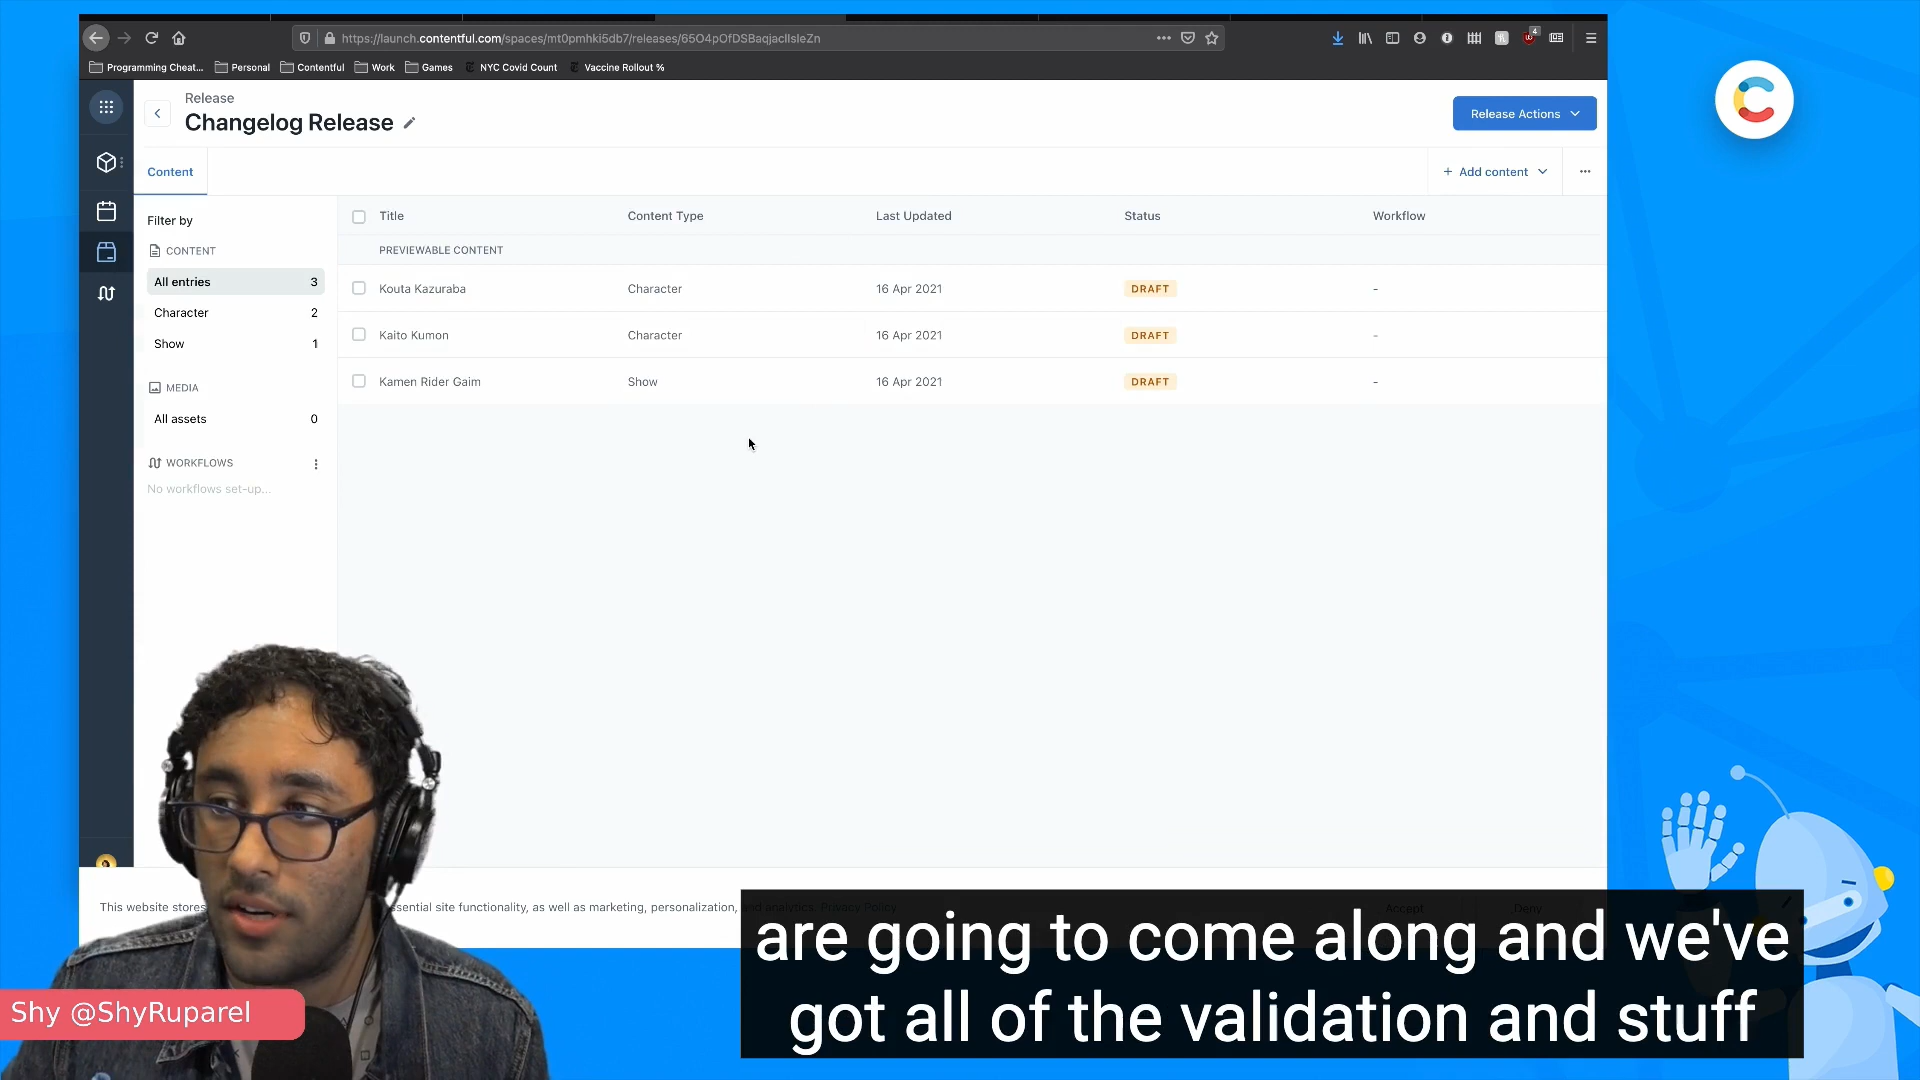 https://launch.contentful.com/spaces/mt0pmhki5db7/releases/65O4pOfDSBaqjacIlsleZn
4
Programming Cheat... Personal Contentful Work Games NYC Covid Count Vaccine Rollout %
Release
Changelog Release
Release Actions
Content
+ Add content
Filter by
CONTENT
All entries 3
Character 2
Show 1
MEDIA
All assets 0
WORKFLOWS
No workflows set-up...
Title Content Type Last Updated Status Workflow
PREVIEWABLE CONTENT
Kouta Kazuraba Character 16 Apr 2021 DRAFT -
Kaito Kumon Character 16 Apr 2021 DRAFT -
Kamen Rider Gaim Show 16 Apr 2021 DRAFT -
This website stores ssential site functionality, as well as marketing, personalization, and analytics. Privacy Policy
Accept Deny
are going to come along and we've
got all of the validation and stuff
Shy @ShyRuparel